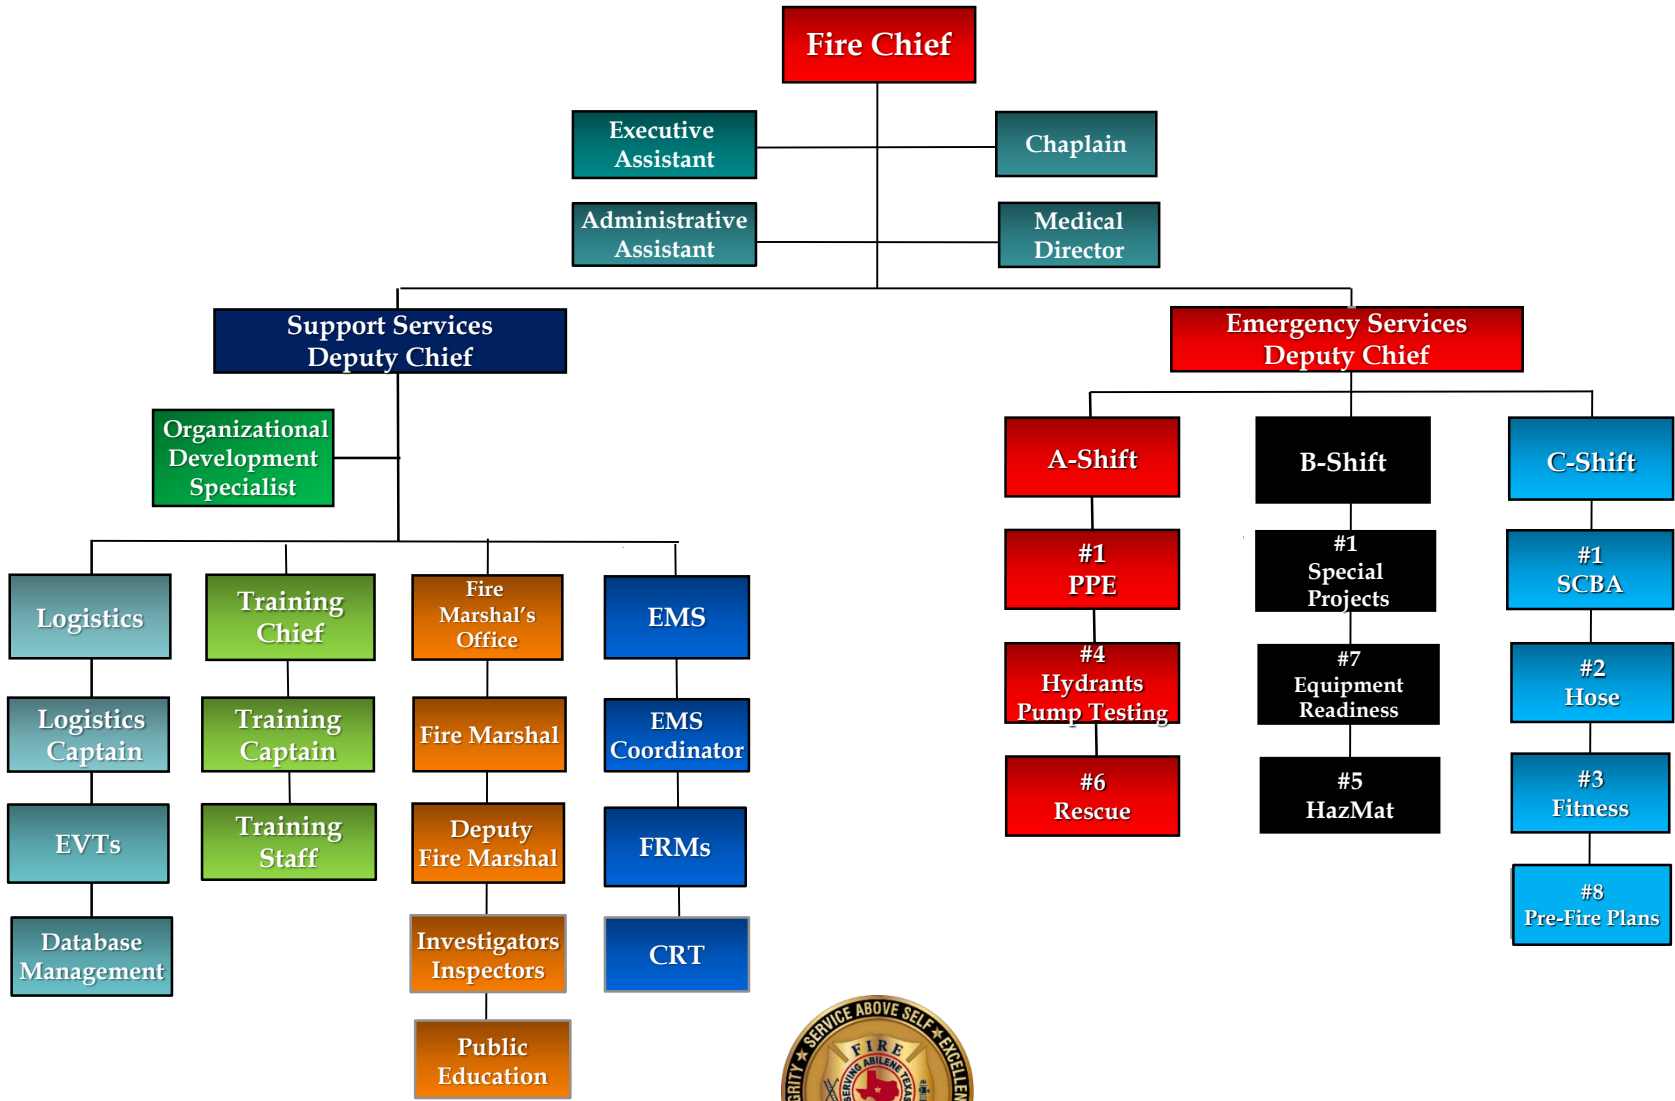 Fire Chief
Executive
Assistant
Chaplain
Administrative
Assistant
Medical
Director
Support Services
Deputy Chief
Emergency Services
Deputy Chief
Organizational
Development
Specialist
A-Shift
B-Shift
C-Shift
#1
PPE
#1
Special
Projects
#1
SCBA
Logistics
Training
Chief
Fire
Marshal's
Office
EMS
#4
Hydrants
Pump Testing
#7
Equipment
Readiness
#2
Hose
Logistics
Captain
Training
Captain
Fire Marshal
EMS
Coordinator
#6
Rescue
#5
HazMat
#3
Fitness
EVTs
Training
Staff
Deputy
Fire Marshal
FRMs
#8
Pre-Fire Plans
Database
Management
Investigators
Inspectors
CRT
Public
Education
SERVICE ABOVE SELF
FIRE
SERVING ABILENE TEXAS